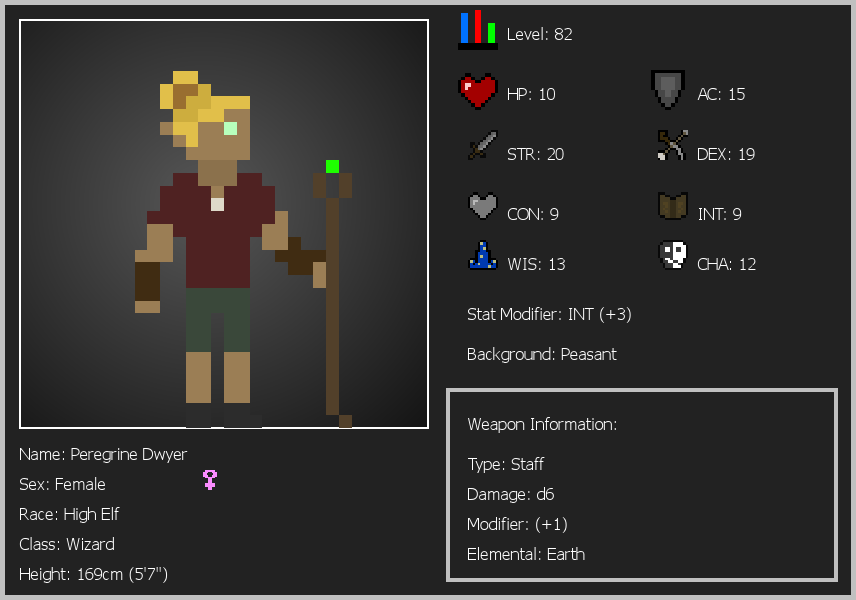 Level: 82
HP: 10
AC: 15
STR: 20
DEX: 19
CON: 9
INT: 9
WIS: 13
CHA: 12
Stat Modifier: INT (+3)
Background: Peasant
Weapon Information:
Type: Staff
Damage: d6
Modifier: (+1)
Elemental: Earth
Name: Peregrine Dwyer
Sex: Female
Race: High Elf
Class: Wizard
Height: 169cm (5'7")